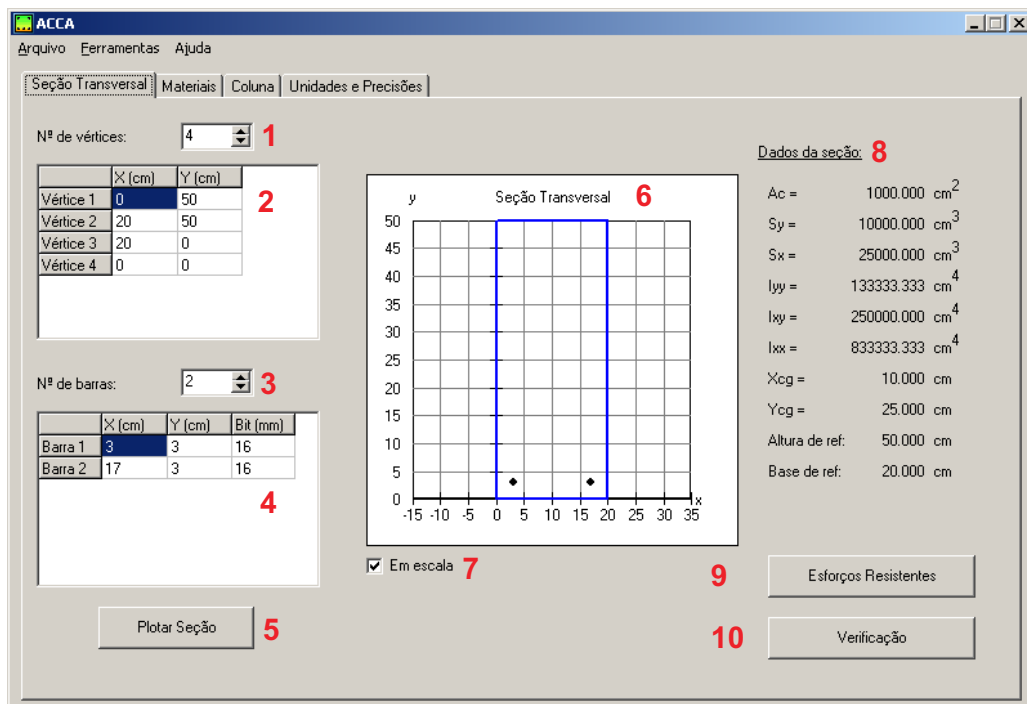 ACCA
Arquivo Ferramentas Ajuda
Seção Transversal Materiais Coluna Unidades e Precisões
Nº de vértices: 4 1
X (cm) Y (cm)
Vértice 1 0 50
Vértice 2 20 50
Vértice 3 20 0
Vértice 4 0 0
2
Nº de barras: 2 3
X (cm) Y (cm) Bit (mm)
Barra 1 3 3 16
Barra 2 17 3 16
4
Plotar Seção 5
y Seção Transversal 6
50
45
40
35
30
25
20
15
10
5
0 x
-15 -10 -5 0 5 10 15 20 25 30 35
Em escala 7
Dados da seção: 8
Ac = 1000.000 cm2
Sy = 10000.000 cm3
Sx = 25000.000 cm3
Iyy = 133333.333 cm4
Ixy = 250000.000 cm4
Ixx = 833333.333 cm4
Xcg = 10.000 cm
Ycg = 25.000 cm
Altura de ref: 50.000 cm
Base de ref: 20.000 cm
9 Esforços Resistentes
10 Verificação